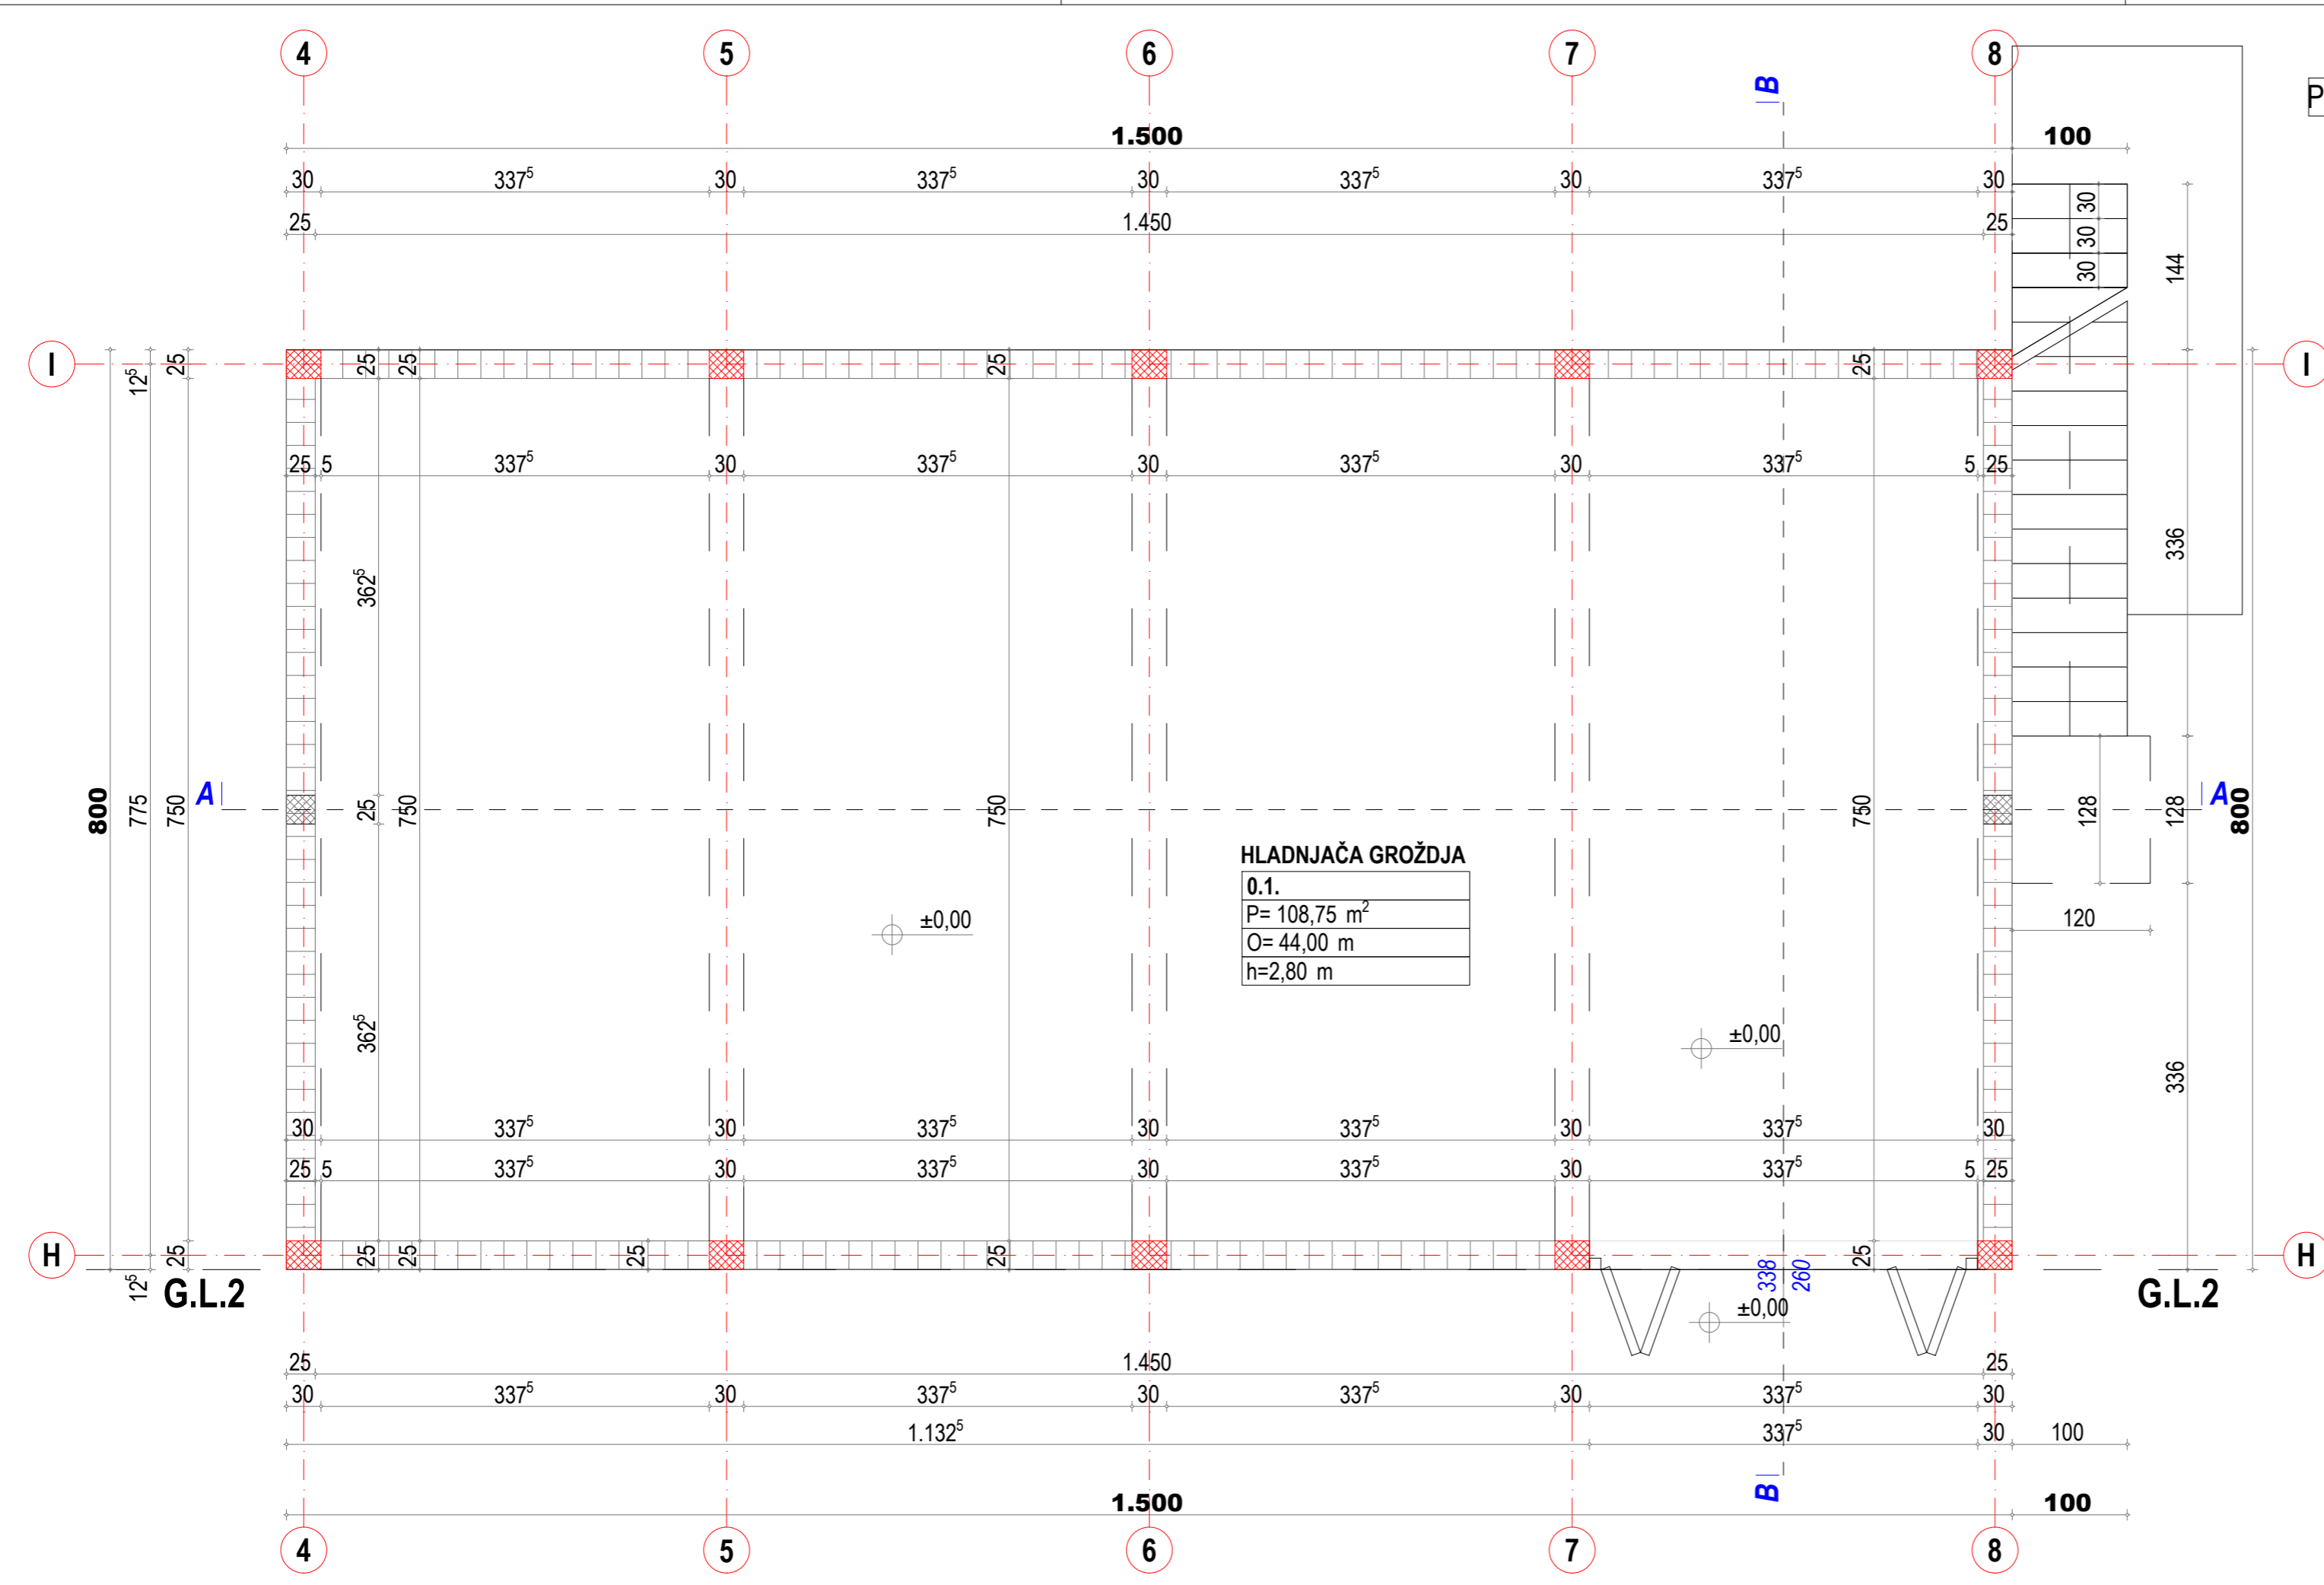 4 5 6 7 8
B
P
1.500 100
30 337⁵ 30 337⁵ 30 337⁵ 30 337⁵ 30
25 1.450 25
30
30
30
144
I 12⁵ 25 25 25 25 25 I
25 5 337⁵ 30 337⁵ 30 337⁵ 30 337⁵ 5 25
362⁵ 336
800 775 750 A 25 750 750 750 128 128 A 800
HLADNJAČA GROŽDJA
0.1.
P= 108,75 m²
O= 44,00 m
h=2,80 m
±0,00
120
±0,00
362⁵ 336
30 337⁵ 30 337⁵ 30 337⁵ 30 337⁵ 30
25 5 337⁵ 30 337⁵ 30 337⁵ 30 337⁵ 5 25
H 25 25 25 25 25 25 H
12⁵ G.L.2 338 260 G.L.2
±0,00
25 1.450 25
30 337⁵ 30 337⁵ 30 337⁵ 30 337⁵ 30
1.132⁵ 337⁵ 30 100
B
1.500 100
4 5 6 7 8